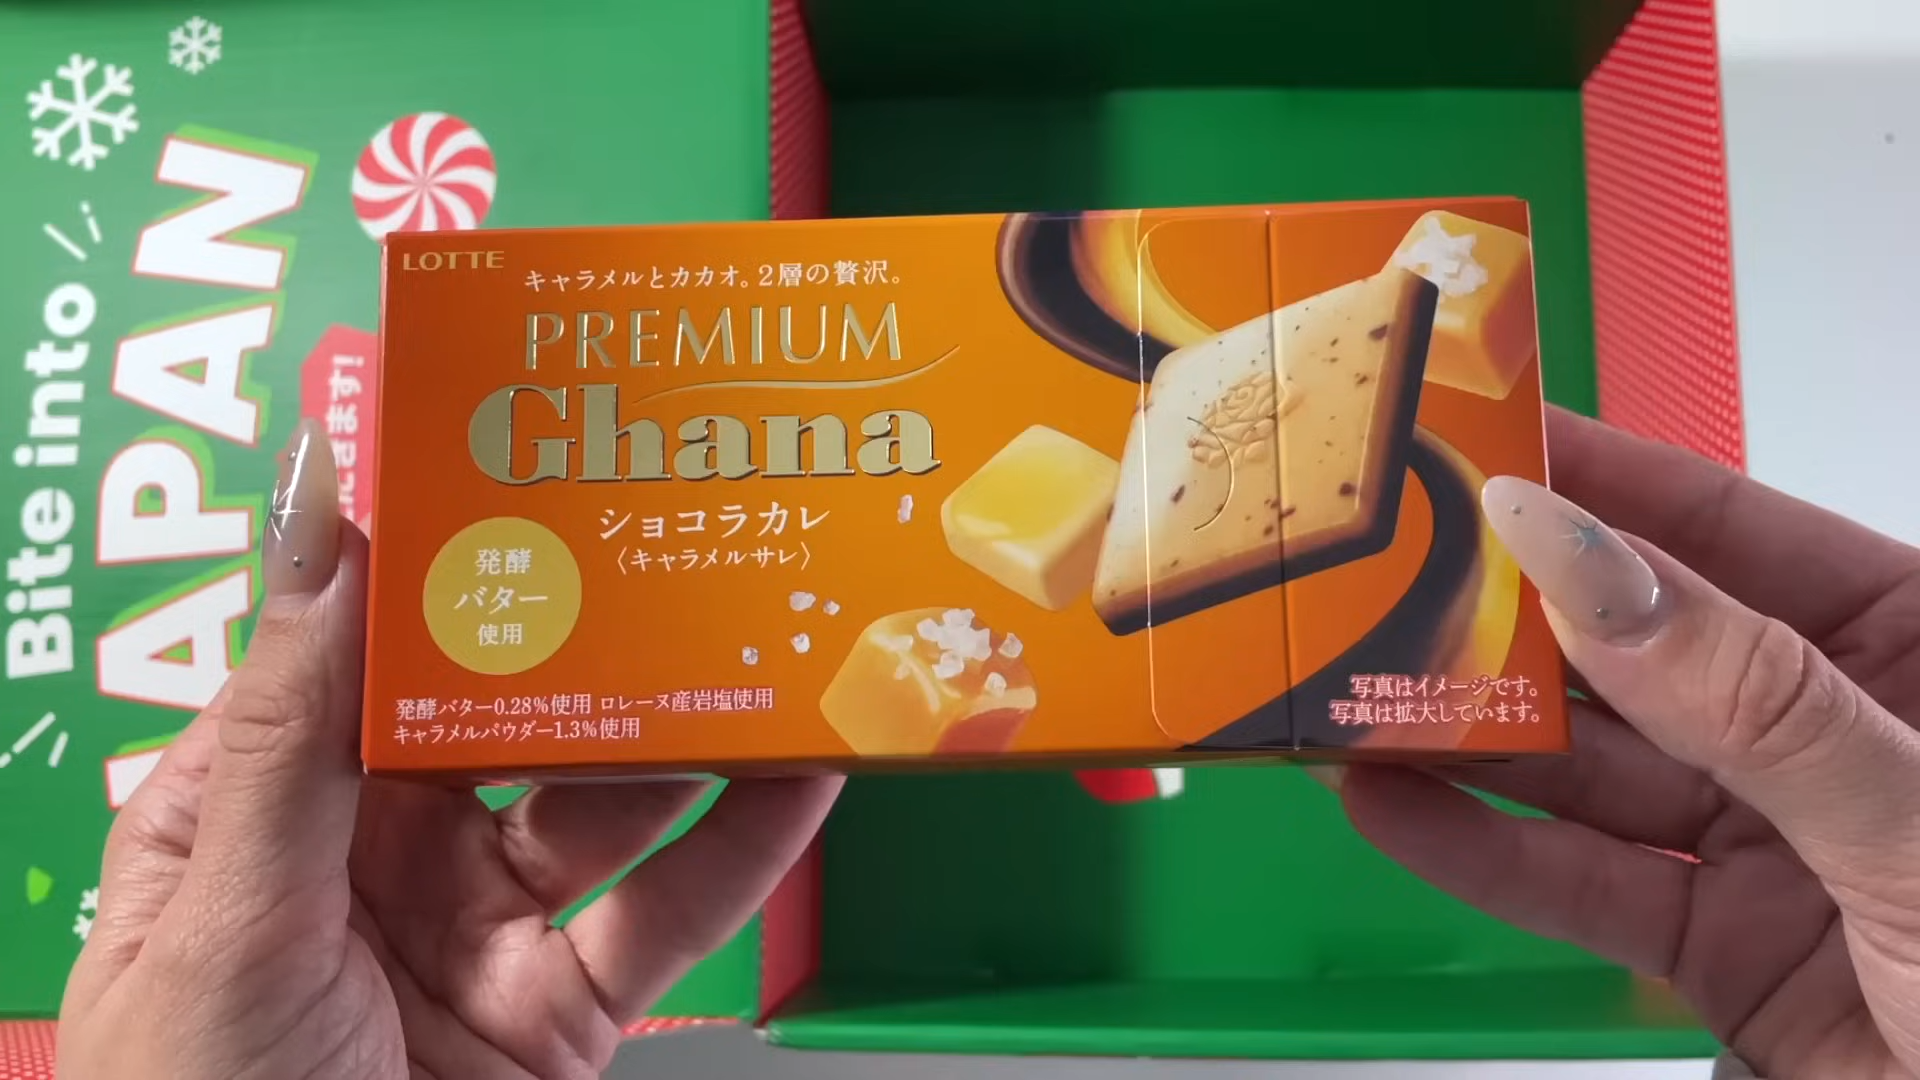 Bite into
JAPAN
LOTTE
キャラメルとカカオ。2層の贅沢。
PREMIUM
Ghana
ショコラカレ
〈キャラメルサレ〉
発酵
バター
使用
発酵バター0.28%使用 ロレーヌ産岩塩使用
キャラメルパウダー1.3%使用
写真はイメージです。
写真は拡大しています。